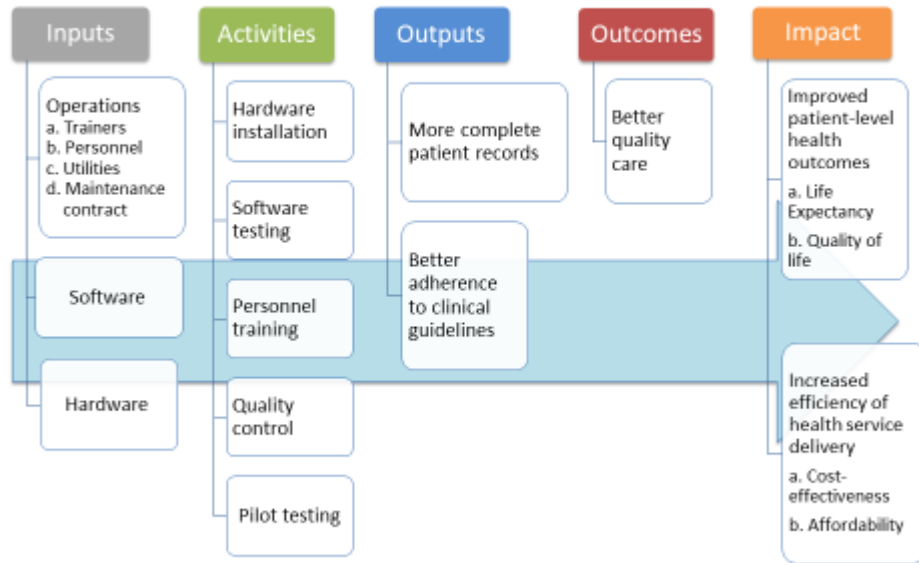 Inputs
Activities
Outputs
Outcomes
Impact
Operations
a. Trainers
b. Personnel
c. Utilities
d. Maintenance
contract
Software
Hardware
Hardware
installation
Software
testing
Personnel
training
Quality
control
Pilot testing
More complete
patient records
Better
adherence
to clinical
guidelines
Better
quality
care
Improved
patient-level
health
outcomes
a. Life
Expectancy
b. Quality of
life
Increased
efficiency of
health service
delivery
a. Cost-
effectiveness
b. Affordability